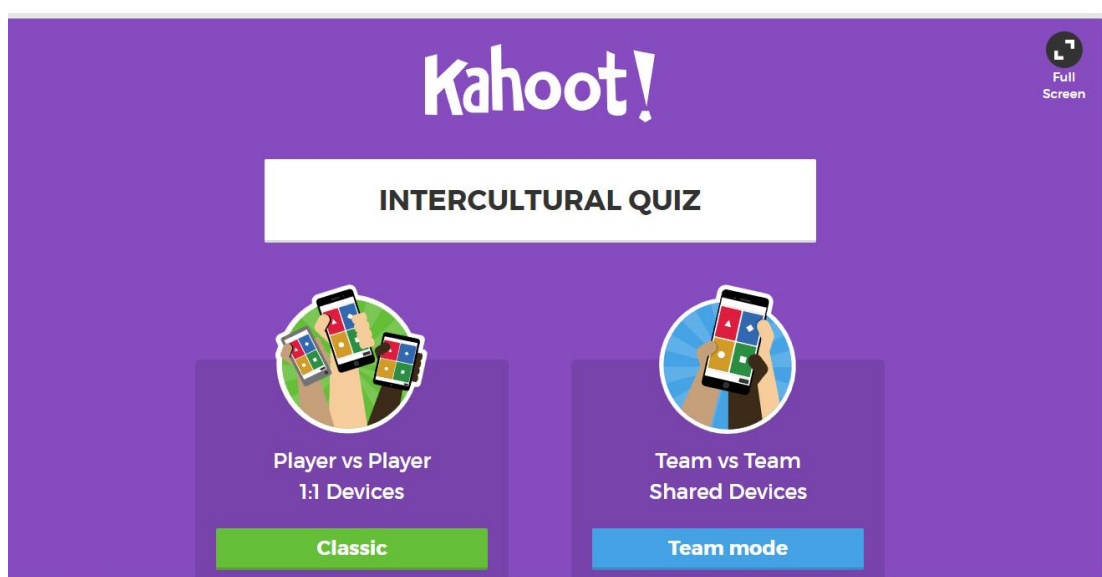 Kahoot!
Full
Screen
INTERCULTURAL QUIZ
Player vs Player
1:1 Devices
Classic
Team vs Team
Shared Devices
Team mode